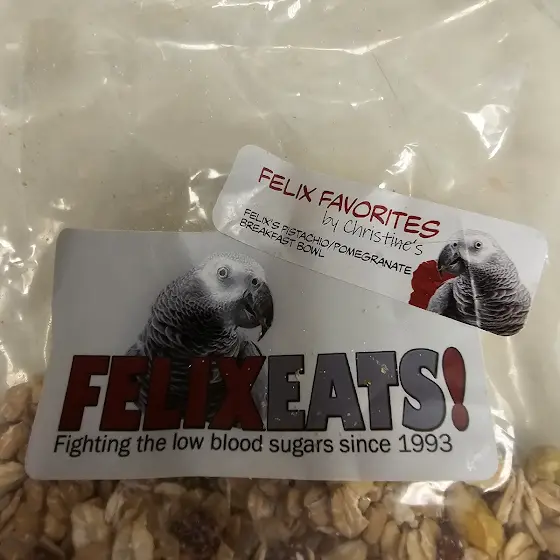 FELIX FAVORITES
by Christine's
FELIX'S PISTACHIO/POMEGRANATE
BREAKFAST BOWL
FELIXEATS!
Fighting the low blood sugars since 1993